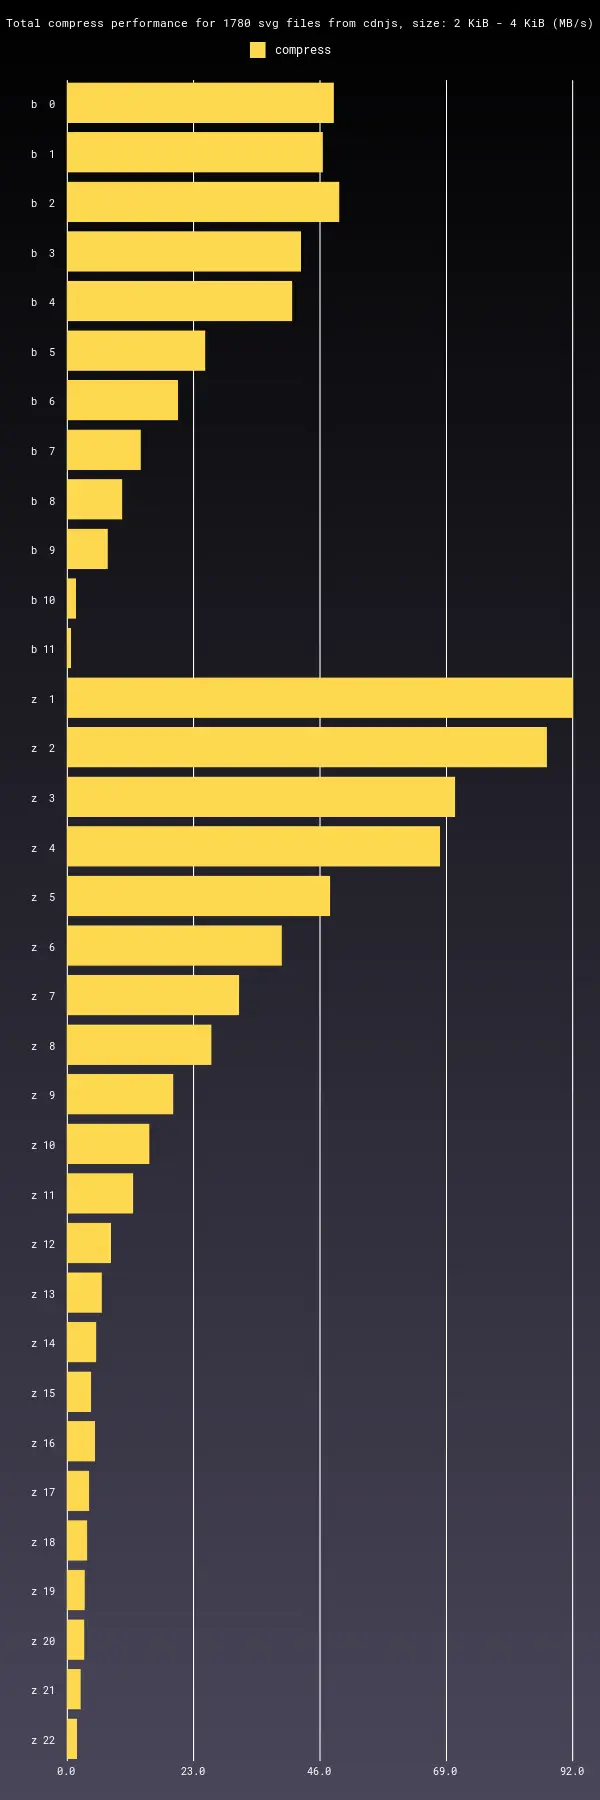 Total compress performance for 1780 svg files from cdnjs, size: 2 KiB - 4 KiB (MB/s)
compress
b 0
b 1
b 2
b 3
b 4
b 5
b 6
b 7
b 8
b 9
b 10
b 11
z 1
z 2
z 3
z 4
z 5
z 6
z 7
z 8
z 9
z 10
z 11
z 12
z 13
z 14
z 15
z 16
z 17
z 18
z 19
z 20
z 21
z 22
0.0 23.0 46.0 69.0 92.0